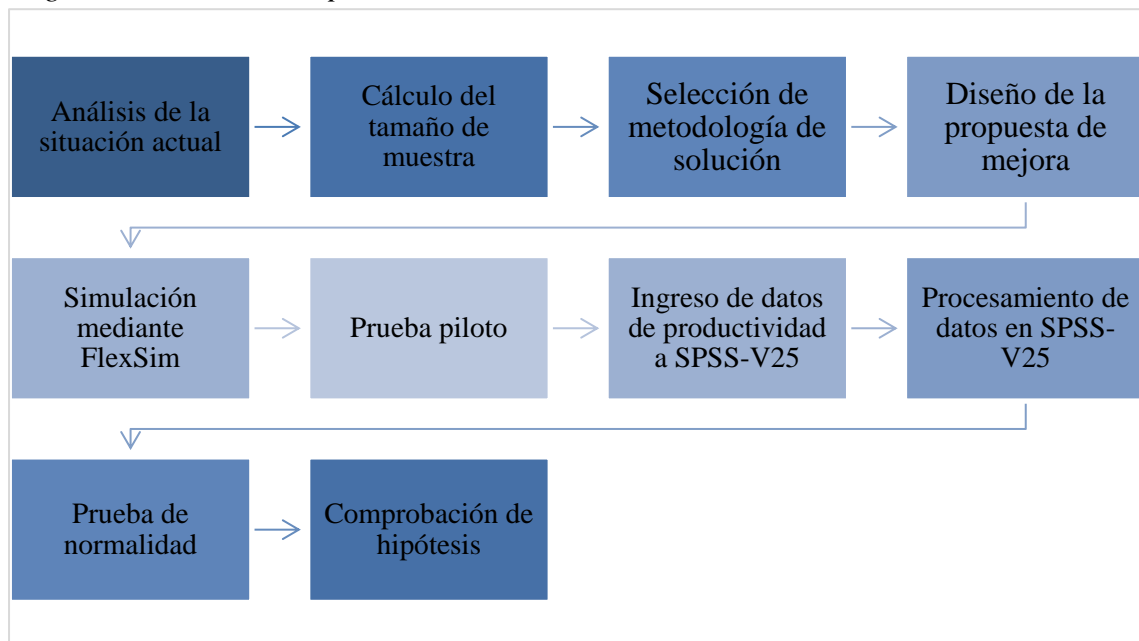 Análisis de la
situación actual
Cálculo del
tamaño de
muestra
Selección de
metodología de
solución
Diseño de la
propuesta de
mejora
Simulación
mediante
FlexSim
Prueba piloto
Ingreso de datos
de productividad
a SPSS-V25
Procesamiento de
datos en SPSS-
V25
Prueba de
normalidad
Comprobación de
hipótesis